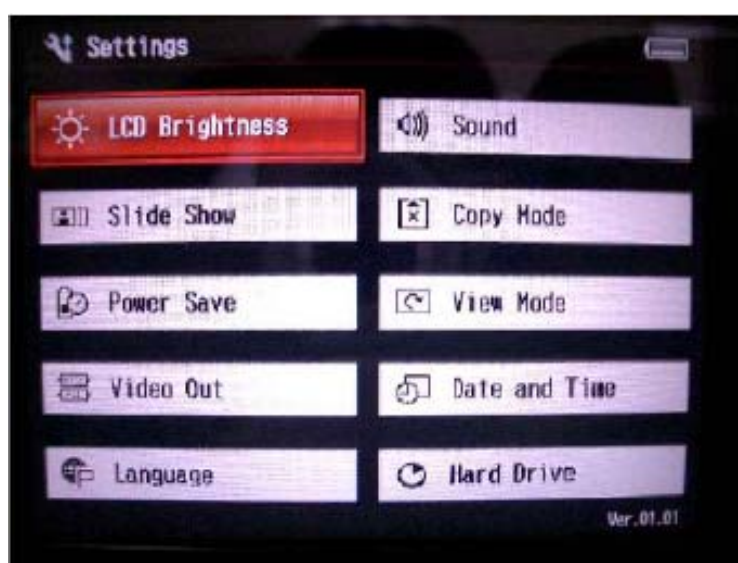 Settings
LCD Brightness
Sound
Slide Show
Copy Mode
Power Save
View Mode
Video Out
Date and Time
Language
Hard Drive
Ver.01.01